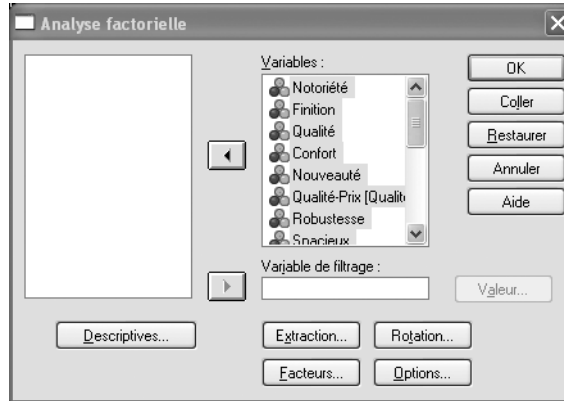 Analyse factorielle
Variables :
Notoriété
Finition
Qualité
Confort
Nouveauté
Qualité-Prix [Qualit
Robustesse
Spacieux
Variable de filtrage :
OK
Coller
Restaurer
Annuler
Aide
Valeur...
Descriptives...
Extraction...
Rotation...
Facteurs...
Options...